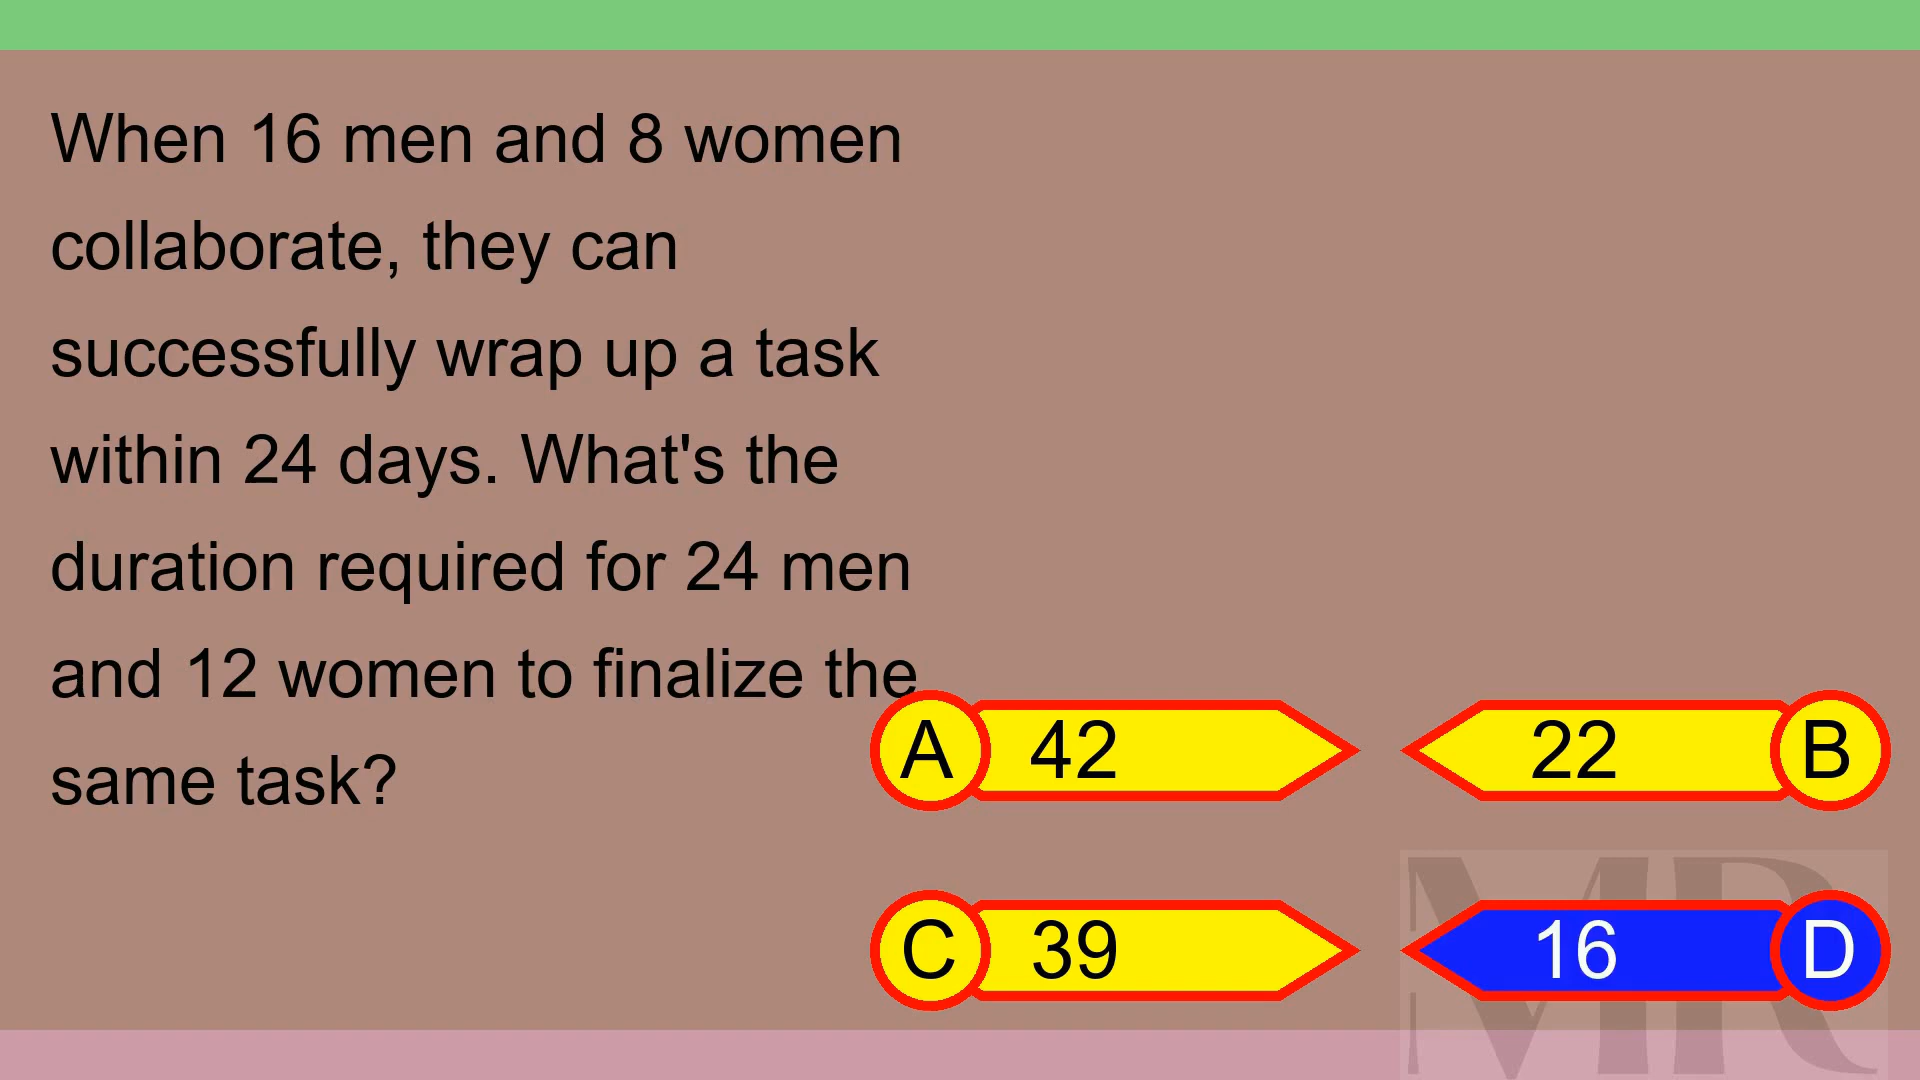 When 16 men and 8 women
collaborate, they can
successfully wrap up a task
within 24 days. What's the
duration required for 24 men
and 12 women to finalize the
same task?
A 42
22 B
C 39
16 D
MR